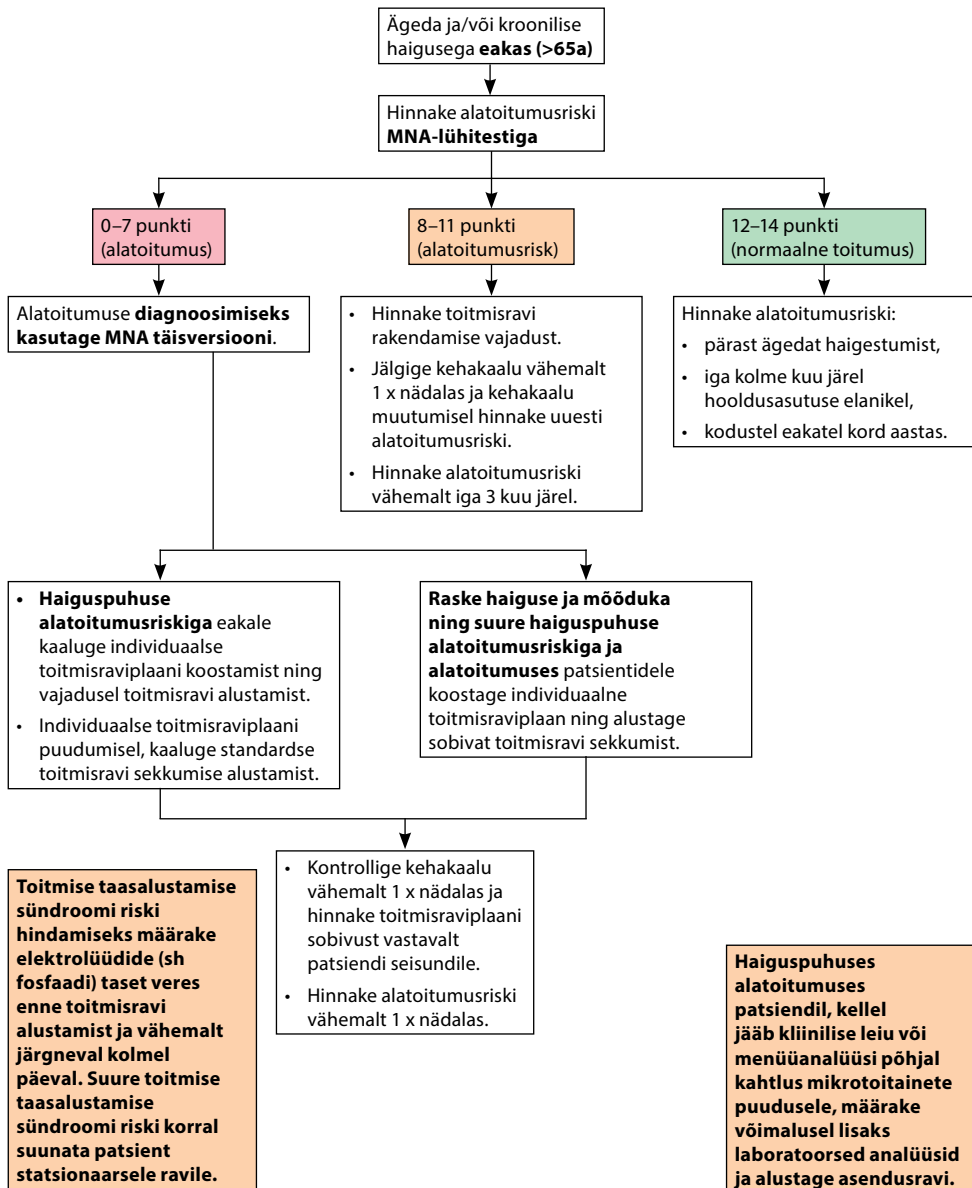 Ägeda ja/või kroonilise
haigusega eakas (>65a)
Hinnake alatoitumusriski
MNA-lühitestiga
0–7 punkti
(alatoitumus)
8–11 punkti
(alatoitumusrisk)
12–14 punkti
(normaalne toitumus)
Alatoitumuse diagnoosimiseks
kasutage MNA täisversiooni.
• Hinnake toitmisravi
rakendamise vajadust.
• Jälgige kehakaalu vähemalt
1 x nädalas ja kehakaalu
muutumisel hinnake uuesti
alatoitumusriski.
• Hinnake alatoitumusriski
vähemalt iga 3 kuu järel.
Hinnake alatoitumusriski:
• pärast ägedat haigestumist,
• iga kolme kuu järel
hooldusasutuse elanikel,
• kodustel eakatel kord aastas.
• Haiguspuhuse
alatoitumusriskiga eakale
kaaluge individuaalse
toitmisraviplaani koostamist ning
vajadusel toitmisravi alustamist.
• Individuaalse toitmisraviplaani
puudumisel, kaaluge standardse
toitmisravi sekkumise alustamist.
Raske haiguse ja mõõduka
ning suure haiguspuhuse
alatoitumusriskiga ja
alatoitumuses patsientidele
koostage individuaalne
toitmisraviplaan ning alustage
sobivat toitmisravi sekkumist.
• Kontrollige kehakaalu
vähemalt 1 x nädalas ja
hinnake toitmisraviplaani
sobivust vastavalt
patsiendi seisundile.
• Hinnake alatoitumusriski
vähemalt 1 x nädalas.
Toitmise taasalustamise
sündroomi riski
hindamiseks määrake
elektrolüüdide (sh
fosfaadi) taset veres
enne toitmisravi
alustamist ja vähemalt
järgneval kolmel
päeval. Suure toitmise
taasalustamise
sündroomi riski korral
suunata patsient
statsionaarsele ravile.
Haiguspuhuses
alatoitumuses
patsiendil, kellel
jääb kliinilise leiu või
menüüanalüüsi põhjal
kahtlus mikrotoitainete
puudusele, määrake
võimalusel lisaks
laboratoorsed analüüsid
ja alustage asendusravi.